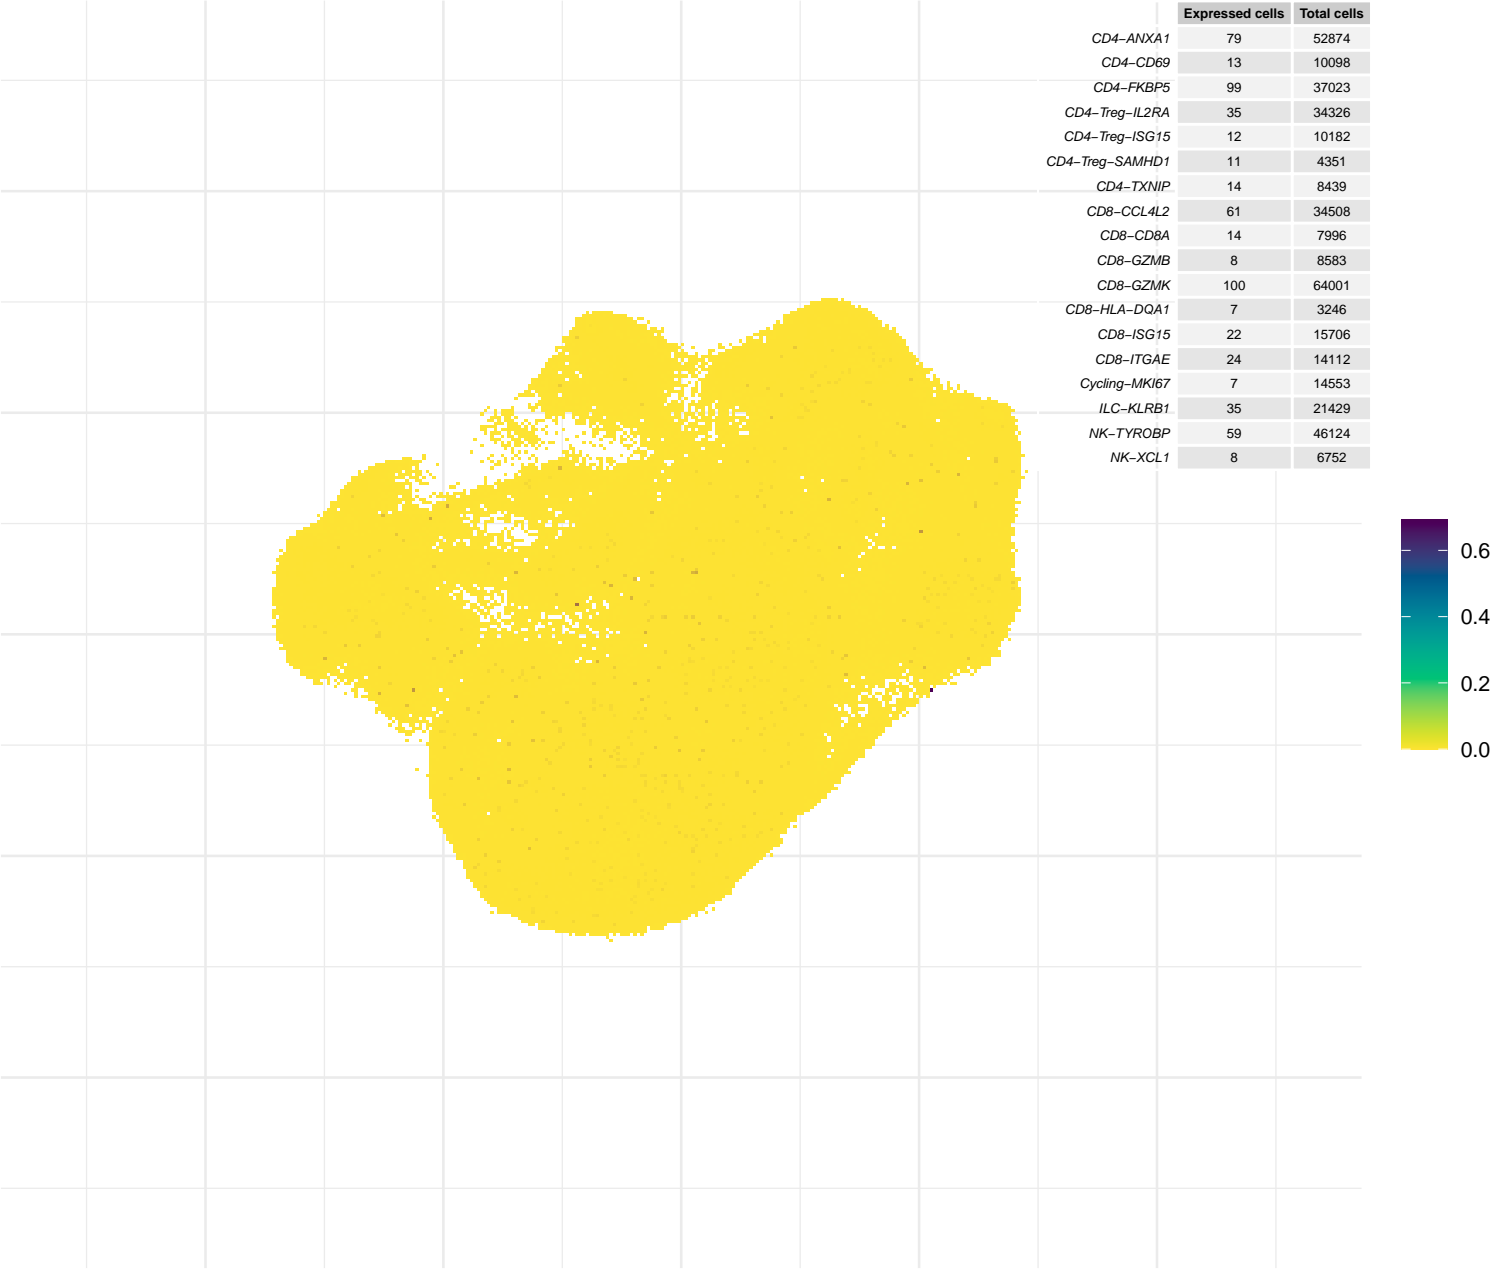 Expressed cells Total cells
CD4−ANXA1 79 52874
CD4−CD69 13 10098
CD4−FKBP5 99 37023
CD4−Treg−IL2RA 35 34326
CD4−Treg−ISG15 12 10182
CD4−Treg−SAMHD1 11 4351
CD4−TXNIP 14 8439
CD8−CCL4L2 61 34508
CD8−CD8A 14 7996
CD8−GZMB 8 8583
CD8−GZMK 100 64001
CD8−HLA−DQA1 7 3246
CD8−ISG15 22 15706
CD8−ITGAE 24 14112
Cycling−MKI67 7 14553
ILC−KLRB1 35 21429
NK−TYROBP 59 46124
NK−XCL1 8 6752
0.6
0.4
0.2
0.0